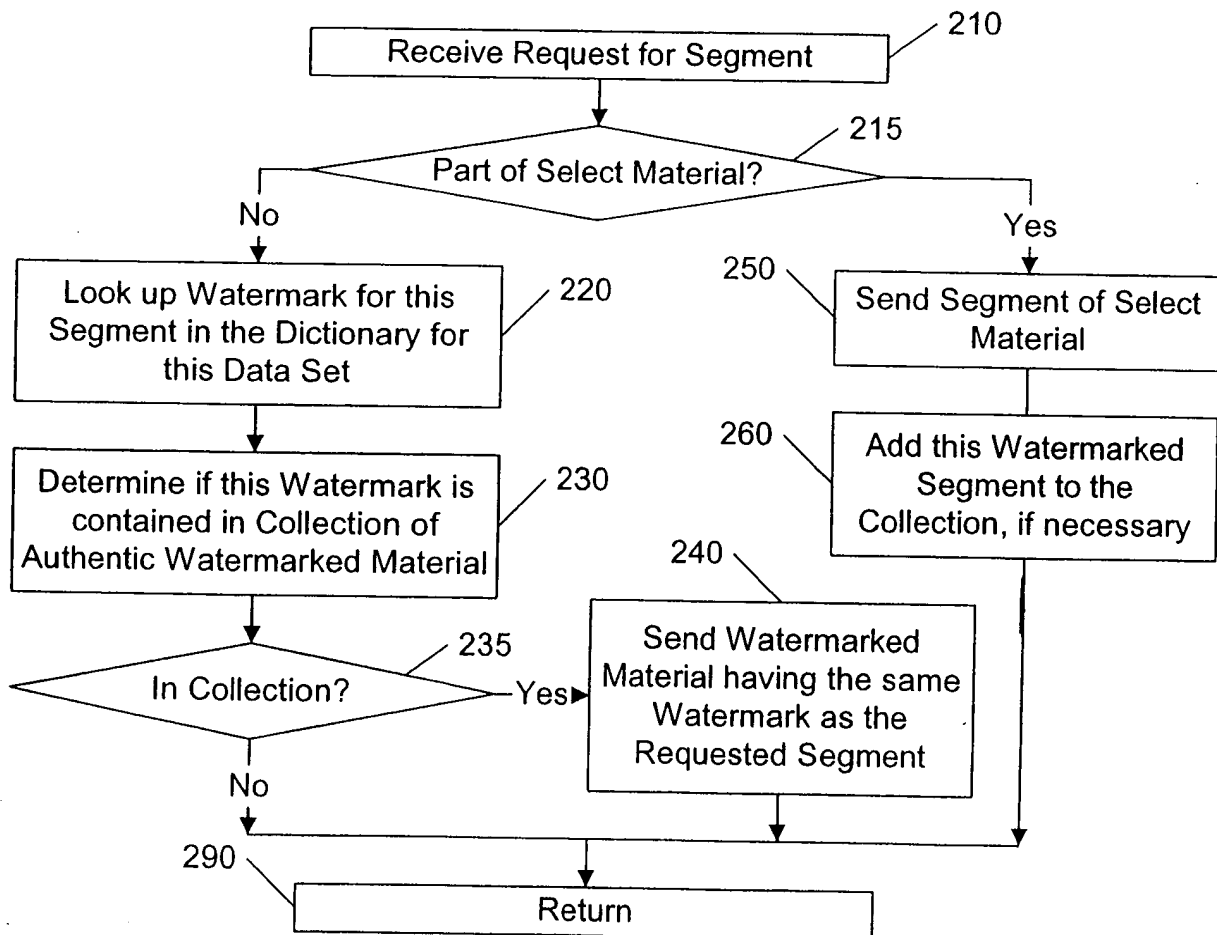 Receive Request for Segment
210
Part of Select Material?
215
No
Yes
Look up Watermark for this
Segment in the Dictionary for
this Data Set
220
250
Send Segment of Select
Material
Determine if this Watermark is
contained in Collection of
Authentic Watermarked Material
230
260
Add this Watermarked
Segment to the
Collection, if necessary
In Collection?
235
Yes
240
Send Watermarked
Material having the same
Watermark as the
Requested Segment
No
290
Return